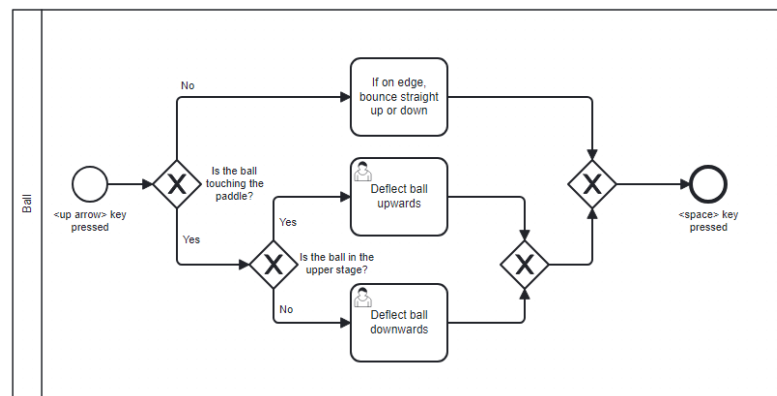 Ball
<up arrow> key
pressed
Is the ball
touching the
paddle?
No
Yes
If on edge,
bounce straight
up or down
Is the ball in the
upper stage?
Yes
No
Deflect ball
upwards
Deflect ball
downwards
<space> key
pressed